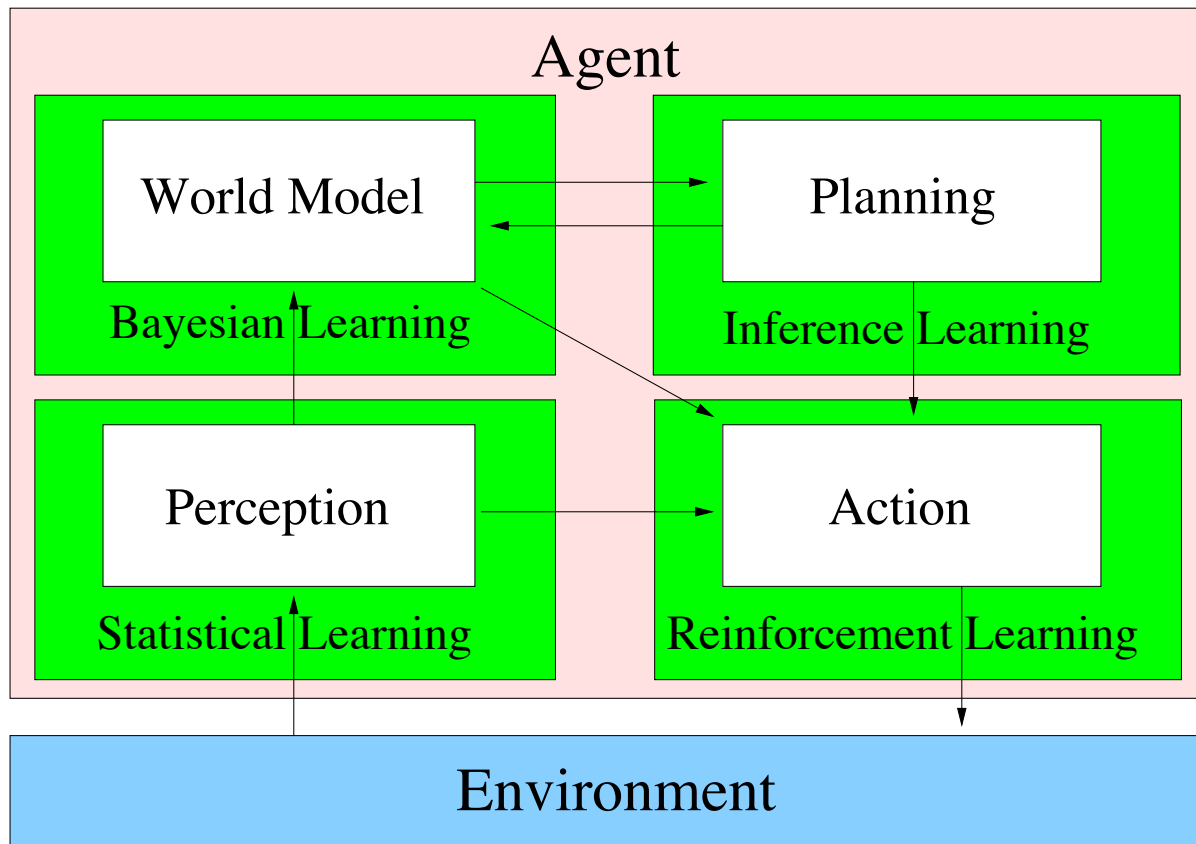 Agent
World Model
Planning
Bayesian Learning
Inference Learning
Perception
Action
Statistical Learning
Reinforcement Learning
Environment